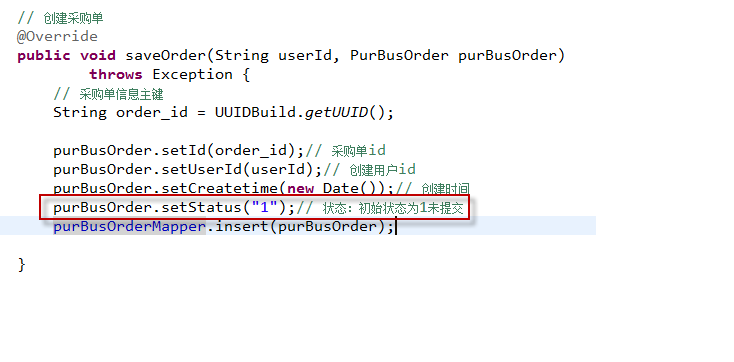 // 创建采购单
@Override
public void saveOrder(String userId, PurBusOrder purBusOrder)
throws Exception {
// 采购单信息主键
String order_id = UUIDBuild.getUUID();
purBusOrder.setId(order_id);// 采购单id
purBusOrder.setUserId(userId);// 创建用户id
purBusOrder.setCreatetime(new Date());// 创建时间
purBusOrder.setStatus("1");// 状态：初始状态为1未提交
purBusOrderMapper.insert(purBusOrder);
}